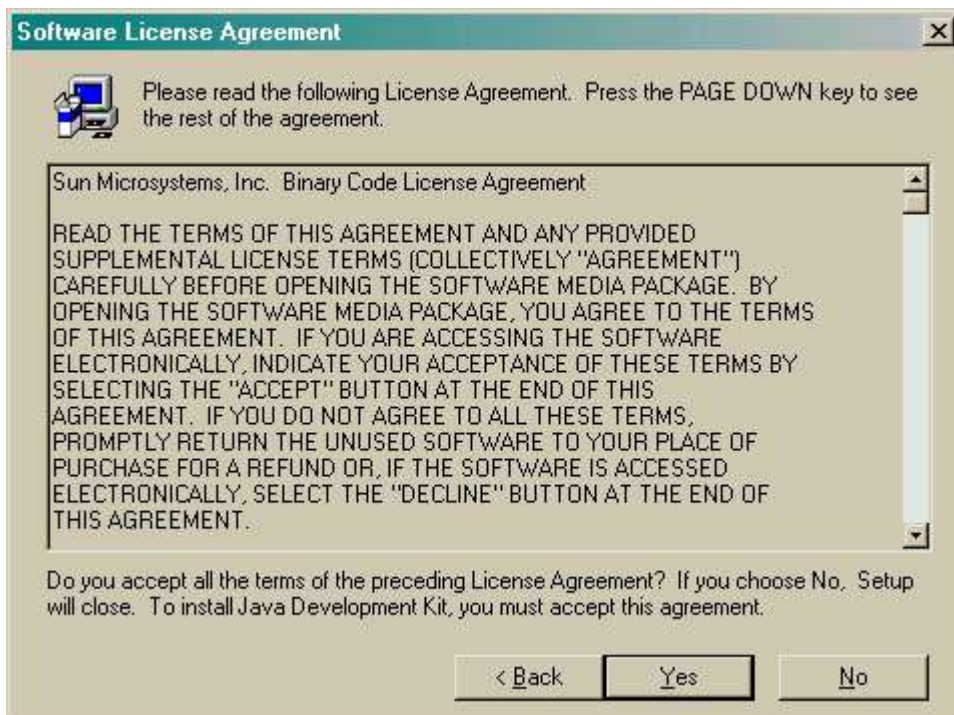 Software License Agreement
Please read the following License Agreement. Press the PAGE DOWN key to see
the rest of the agreement.
Sun Microsystems, Inc. Binary Code License Agreement
READ THE TERMS OF THIS AGREEMENT AND ANY PROVIDED
SUPPLEMENTAL LICENSE TERMS (COLLECTIVELY "AGREEMENT")
CAREFULLY BEFORE OPENING THE SOFTWARE MEDIA PACKAGE. BY
OPENING THE SOFTWARE MEDIA PACKAGE, YOU AGREE TO THE TERMS
OF THIS AGREEMENT. IF YOU ARE ACCESSING THE SOFTWARE
ELECTRONICALLY, INDICATE YOUR ACCEPTANCE OF THESE TERMS BY
SELECTING THE "ACCEPT" BUTTON AT THE END OF THIS
AGREEMENT. IF YOU DO NOT AGREE TO ALL THESE TERMS,
PROMPTLY RETURN THE UNUSED SOFTWARE TO YOUR PLACE OF
PURCHASE FOR A REFUND OR, IF THE SOFTWARE IS ACCESSED
ELECTRONICALLY, SELECT THE "DECLINE" BUTTON AT THE END OF
THIS AGREEMENT.
Do you accept all the terms of the preceding License Agreement? If you choose No, Setup
will close. To install Java Development Kit, you must accept this agreement.
< Back
Yes
No